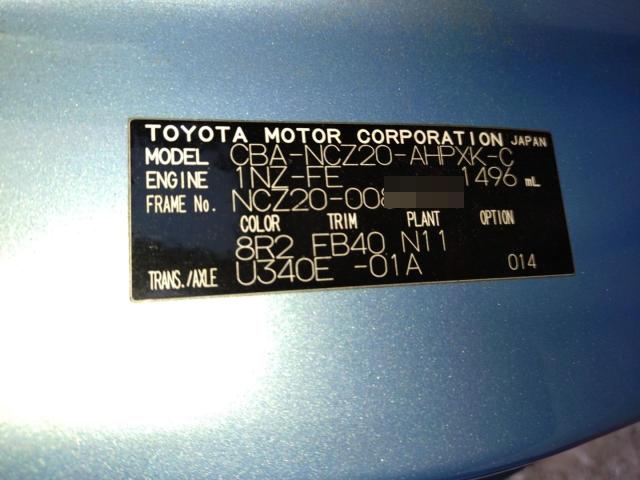 TOYOTA MOTOR CORPORATION JAPAN
MODEL CBA-NCZ20-AHPXK-C
ENGINE 1NZ-FE 1496 mL
FRAME No. NCZ20-008
COLOR TRIM PLANT OPTION
8R2 FB40 N11
TRANS./AXLE U340E -01A 014